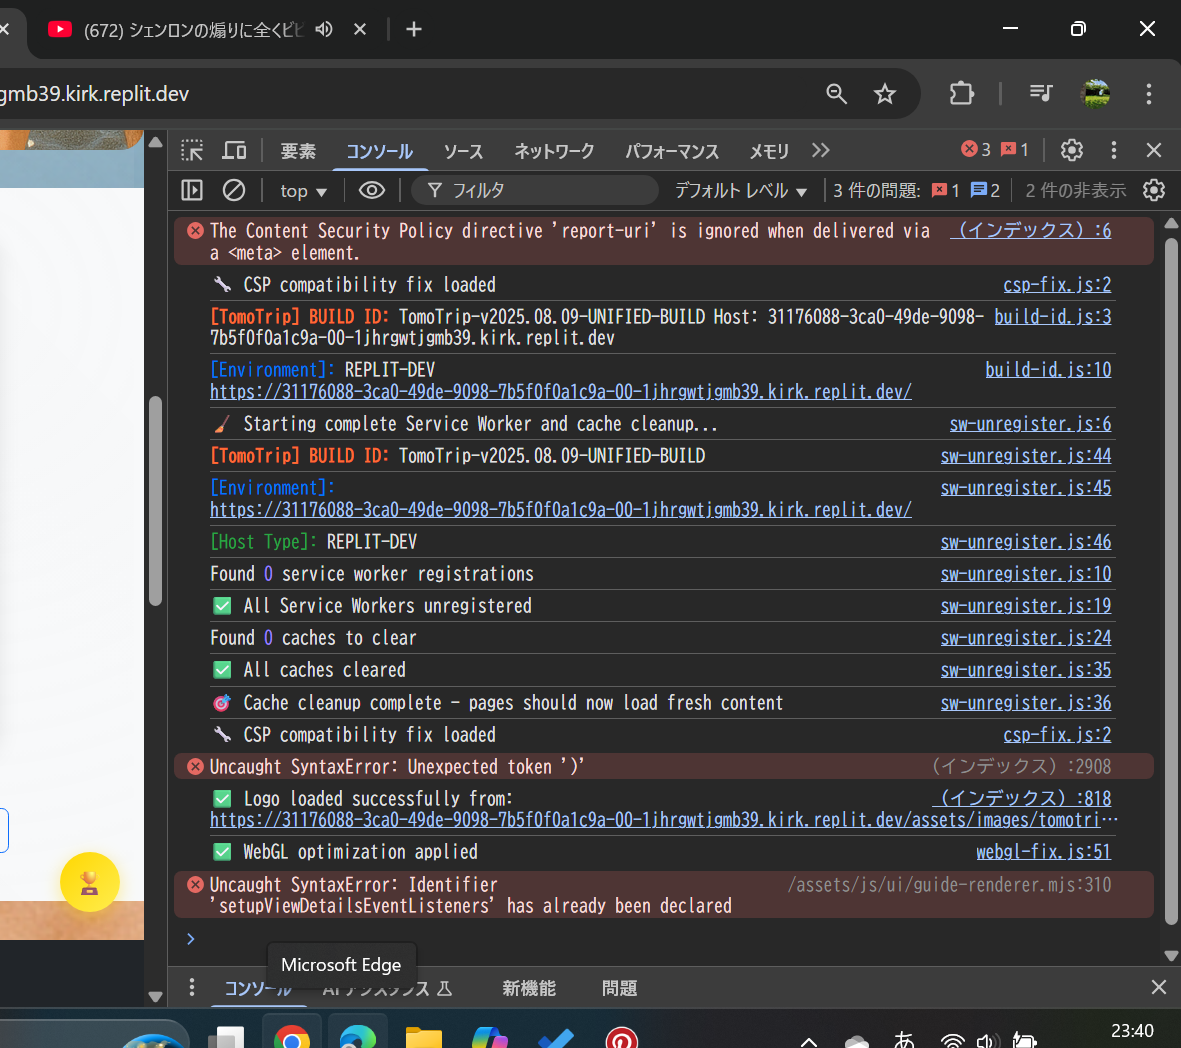 (672) シェンロンの煽りに全くビビ
gmb39.kirk.replit.dev
要素 コンソール ソース ネットワーク パフォーマンス メモリ 3 1
top フィルタ デフォルト レベル 3 件の問題: 1 2 2 件の非表示
The Content Security Policy directive 'report-uri' is ignored when delivered via (インデックス):6
a <meta> element.
CSP compatibility fix loaded csp-fix.js:2
[TomoTrip] BUILD ID: TomoTrip-v2025.08.09-UNIFIED-BUILD Host: 31176088-3ca0-49de-9098- build-id.js:3
7b5f0f0a1c9a-00-1jhrgwtjgmb39.kirk.replit.dev
[Environment]: REPLIT-DEV build-id.js:10
https://31176088-3ca0-49de-9098-7b5f0f0a1c9a-00-1jhrgwtjgmb39.kirk.replit.dev/
Starting complete Service Worker and cache cleanup... sw-unregister.js:6
[TomoTrip] BUILD ID: TomoTrip-v2025.08.09-UNIFIED-BUILD sw-unregister.js:44
[Environment]: sw-unregister.js:45
https://31176088-3ca0-49de-9098-7b5f0f0a1c9a-00-1jhrgwtjgmb39.kirk.replit.dev/
[Host Type]: REPLIT-DEV sw-unregister.js:46
Found 0 service worker registrations sw-unregister.js:10
✅ All Service Workers unregistered sw-unregister.js:19
Found 0 caches to clear sw-unregister.js:24
✅ All caches cleared sw-unregister.js:35
🎯 Cache cleanup complete - pages should now load fresh content sw-unregister.js:36
CSP compatibility fix loaded csp-fix.js:2
Uncaught SyntaxError: Unexpected token ')' (インデックス):2908
✅ Logo loaded successfully from: (インデックス):818
https://31176088-3ca0-49de-9098-7b5f0f0a1c9a-00-1jhrgwtjgmb39.kirk.replit.dev/assets/images/tomotri…
✅ WebGL optimization applied webgl-fix.js:51
Uncaught SyntaxError: Identifier /assets/js/ui/guide-renderer.mjs:310
'setupViewDetailsEventListeners' has already been declared
Microsoft Edge
コンソール AI アシスタンス 新機能 問題
あ 23:40